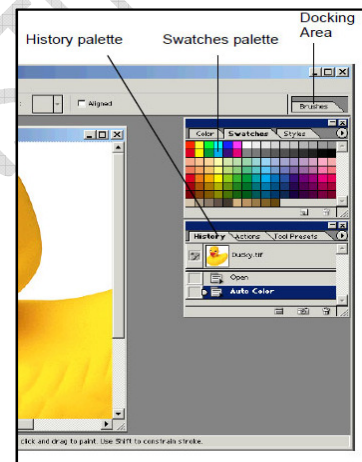 Docking
Area
History palette
Swatches palette
Aligned
Brushes
Color Swatches Styles
History Actions Tool Presets
Ducky.tif
Open
Auto Color
click and drag to paint. Use Shift to constrain stroke.